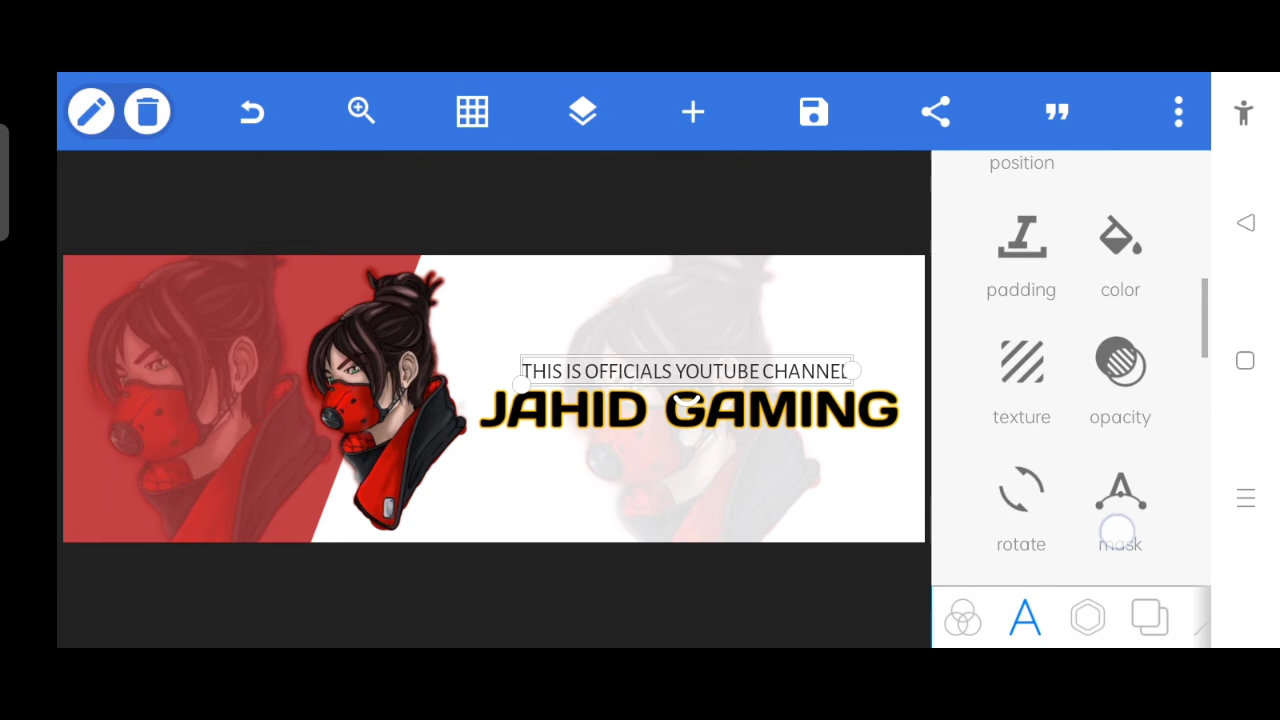 position
padding
color
THIS IS OFFICIALS YOUTUBE CHANNEL
JAHID GAMING
texture
opacity
rotate
mask